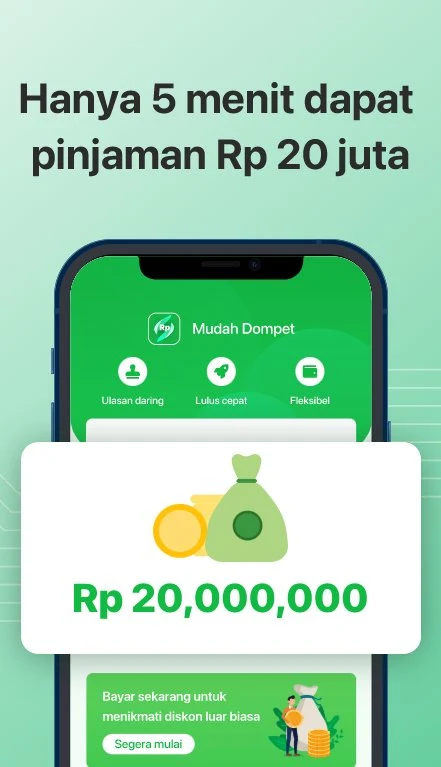 Hanya 5 menit dapat
pinjaman Rp 20 juta
Rp
Mudah Dompet
Ulasan daring
Lulus cepat
Fleksibel
Rp 20,000,000
Bayar sekarang untuk
menikmati diskon luar biasa
Segera mulai